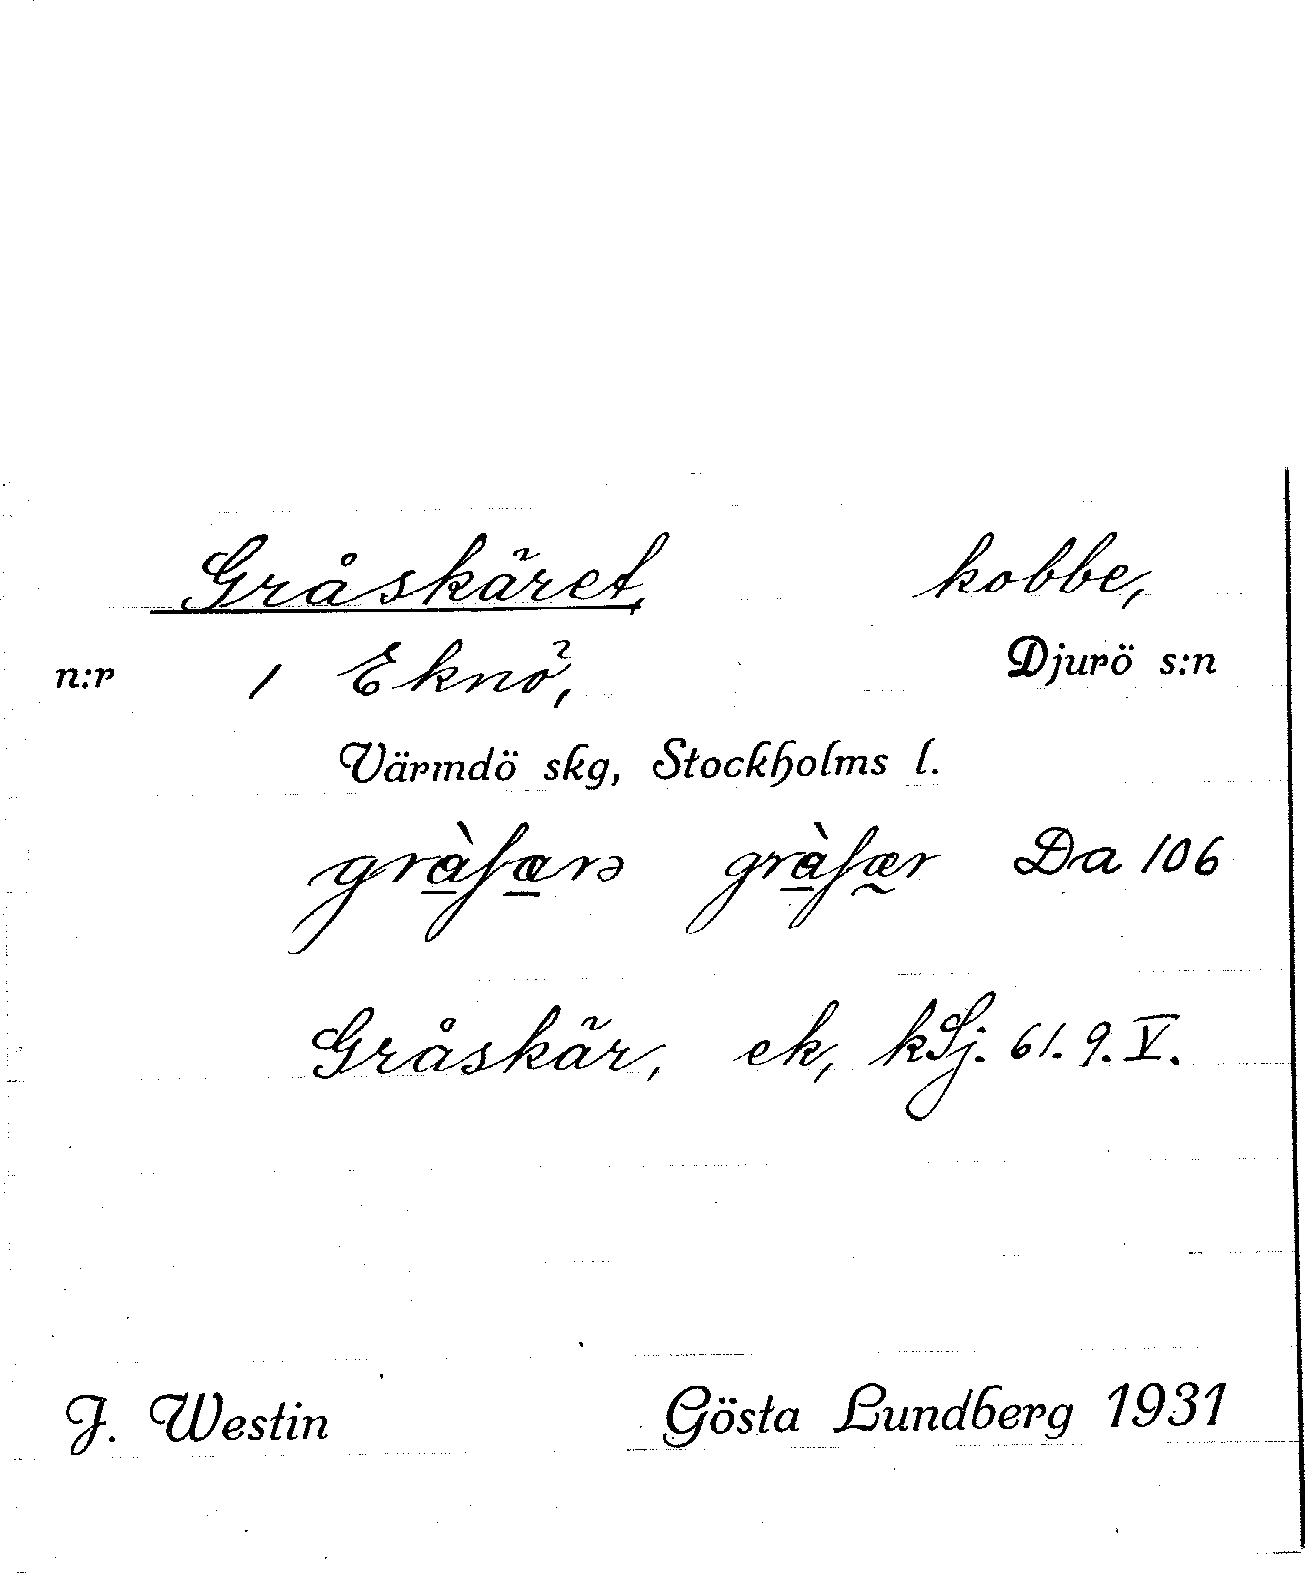 Gråskäret, kobbe,
n:r 1 Eknö, Djurö s:n
Värmdö skg, Stockholms l.
Da 106
Gråskär, ek, kSj. 61. 9. V.
J. Westin Gösta Lundberg 1931